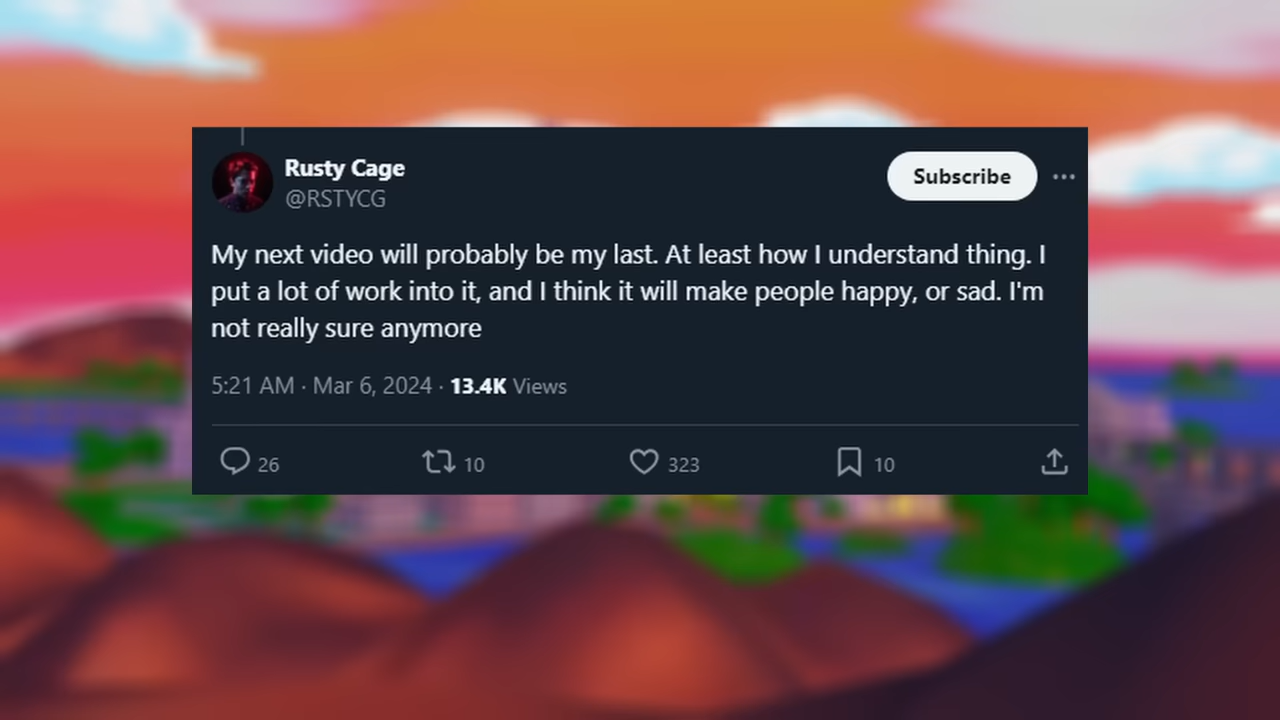 Rusty Cage
Subscribe
@RSTYCG
My next video will probably be my last. At least how I understand thing. I
put a lot of work into it, and I think it will make people happy, or sad. I'm
not really sure anymore
5:21 AM · Mar 6, 2024 · 13.4K Views
26 10 323 10